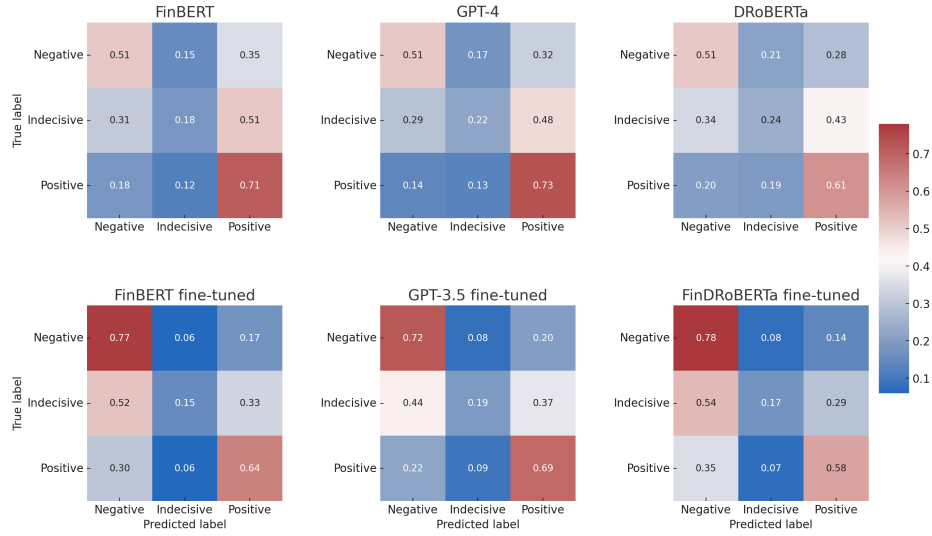 FinBERT
GPT-4
DRoBERTa
True label
Negative 0.51 0.15 0.35
Indecisive 0.31 0.18 0.51
Positive 0.18 0.12 0.71
Negative Indecisive Positive
Negative 0.51 0.17 0.32
Indecisive 0.29 0.22 0.48
Positive 0.14 0.13 0.73
Negative Indecisive Positive
Negative 0.51 0.21 0.28
Indecisive 0.34 0.24 0.43
Positive 0.20 0.19 0.61
Negative Indecisive Positive
FinBERT fine-tuned
GPT-3.5 fine-tuned
FinDRoBERTa fine-tuned
True label
Negative 0.77 0.06 0.17
Indecisive 0.52 0.15 0.33
Positive 0.30 0.06 0.64
Negative Indecisive Positive
Predicted label
Negative 0.72 0.08 0.20
Indecisive 0.44 0.19 0.37
Positive 0.22 0.09 0.69
Negative Indecisive Positive
Predicted label
Negative 0.78 0.08 0.14
Indecisive 0.54 0.17 0.29
Positive 0.35 0.07 0.58
Negative Indecisive Positive
Predicted label
0.7
0.6
0.5
0.4
0.3
0.2
0.1